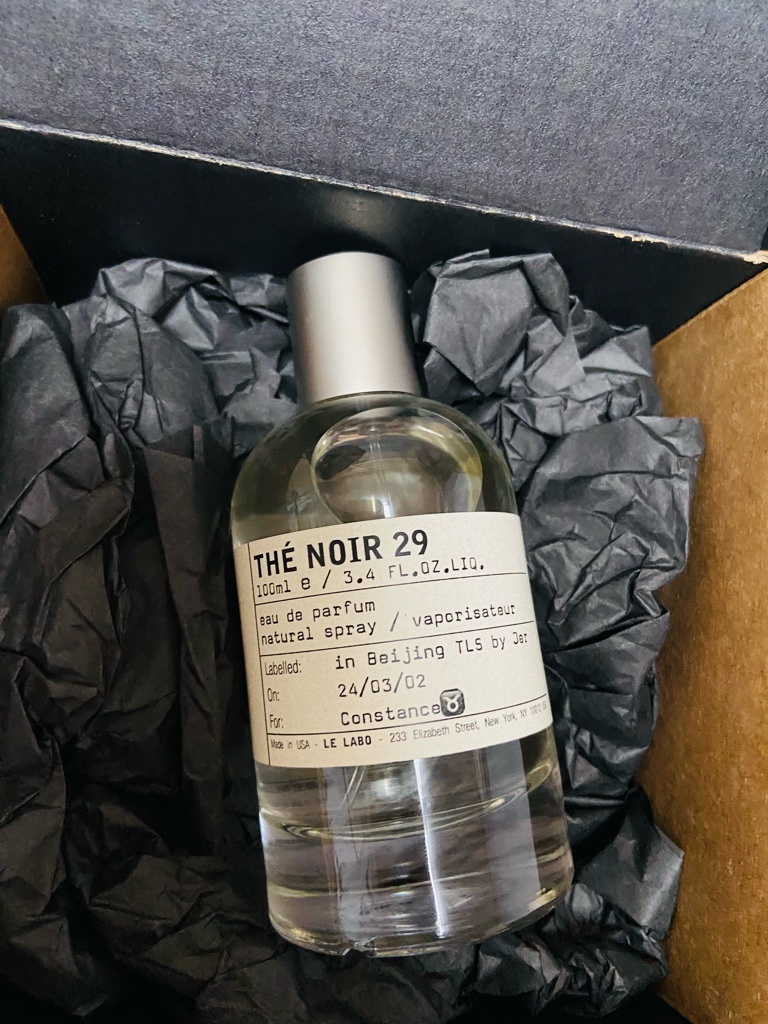 THÉ NOIR 29
100ml e / 3.4 FL.OZ.LIQ.
eau de parfum
natural spray / vaporisateur
Labelled: in Beijing TLS by Jer
On: 24/03/02
For: Constance♉
Made in USA - LE LABO - 233 Elizabeth Street, New York, NY